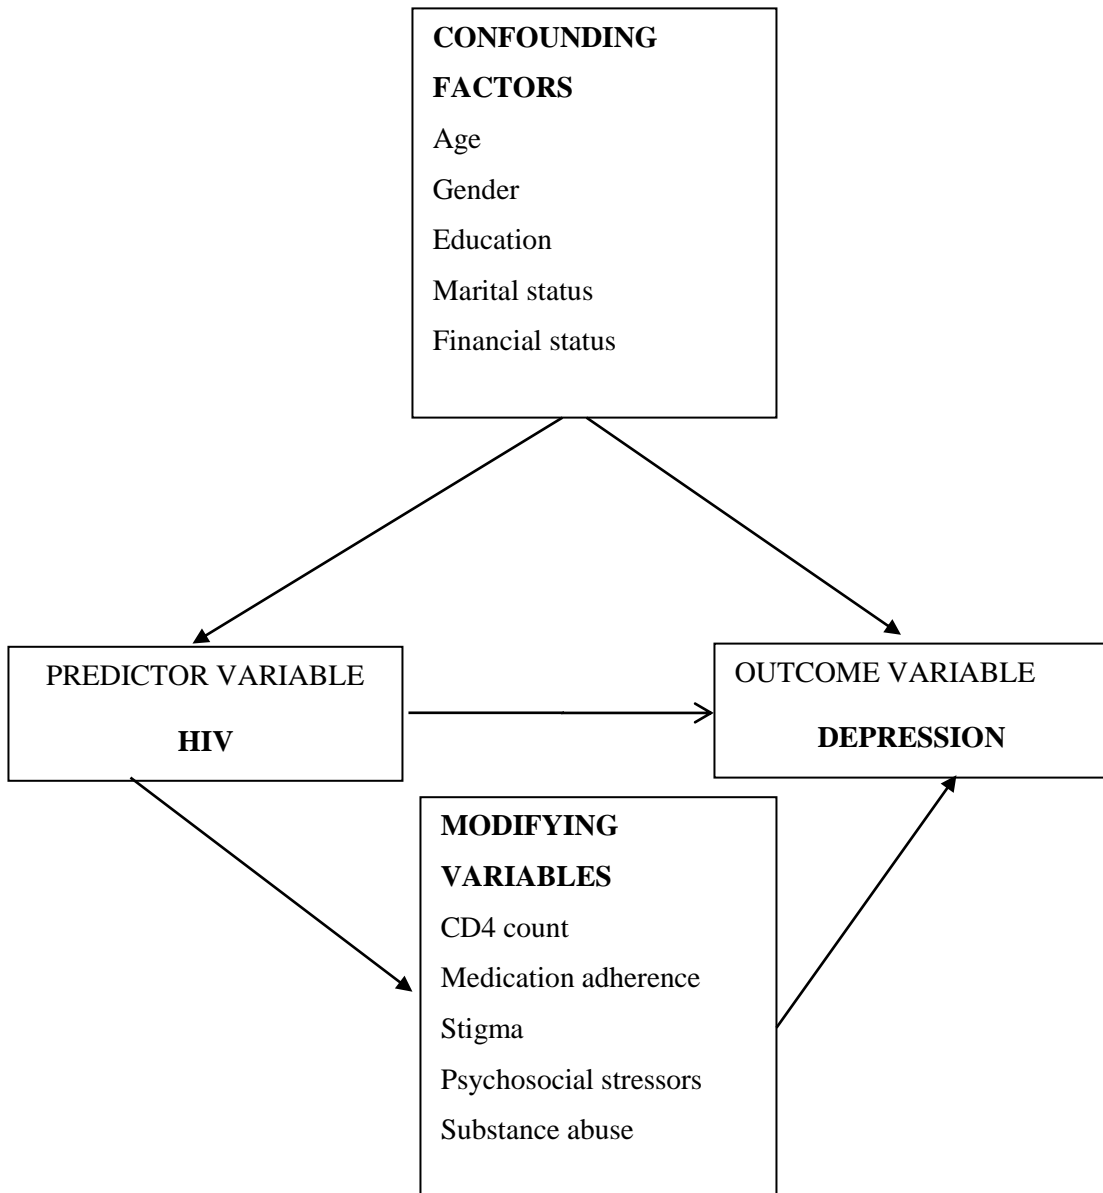 CONFOUNDING
FACTORS
Age
Gender
Education
Marital status
Financial status
PREDICTOR VARIABLE
HIV
OUTCOME VARIABLE
DEPRESSION
MODIFYING
VARIABLES
CD4 count
Medication adherence
Stigma
Psychosocial stressors
Substance abuse